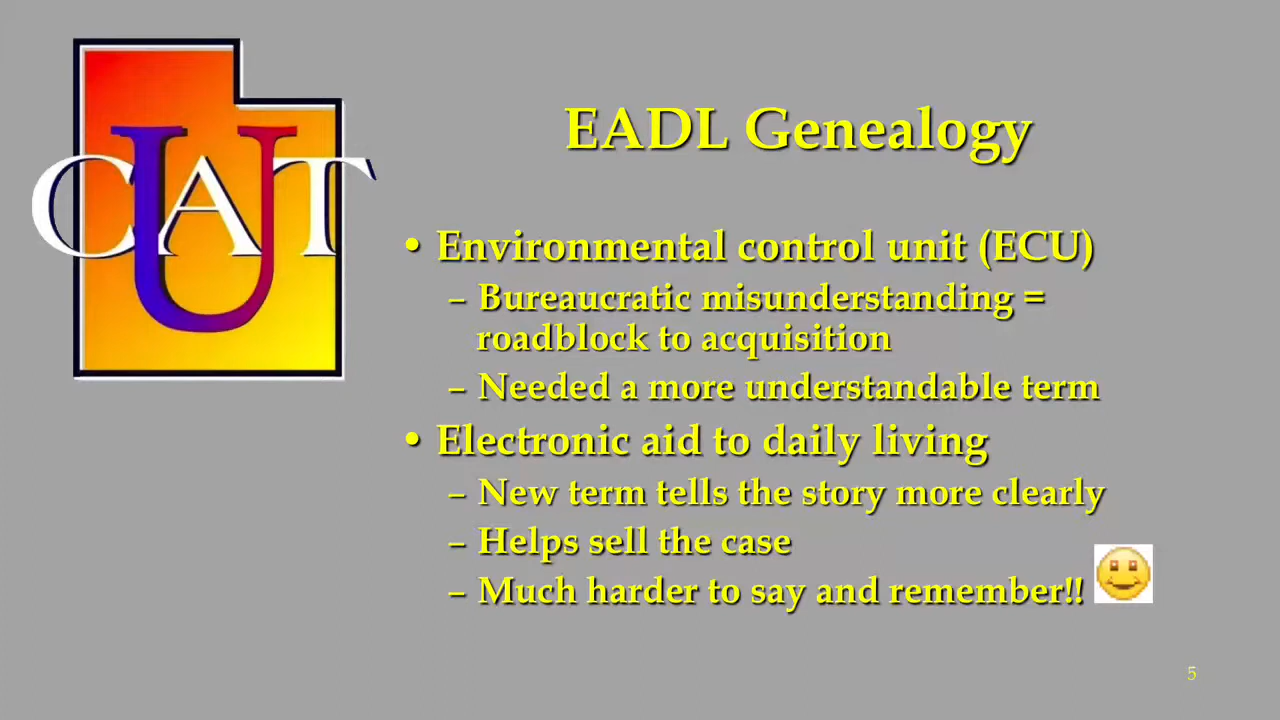 UCAT
EADL Genealogy
• Environmental control unit (ECU)
– Bureaucratic misunderstanding =
roadblock to acquisition
– Needed a more understandable term
• Electronic aid to daily living
– New term tells the story more clearly
– Helps sell the case
– Much harder to say and remember!!
5